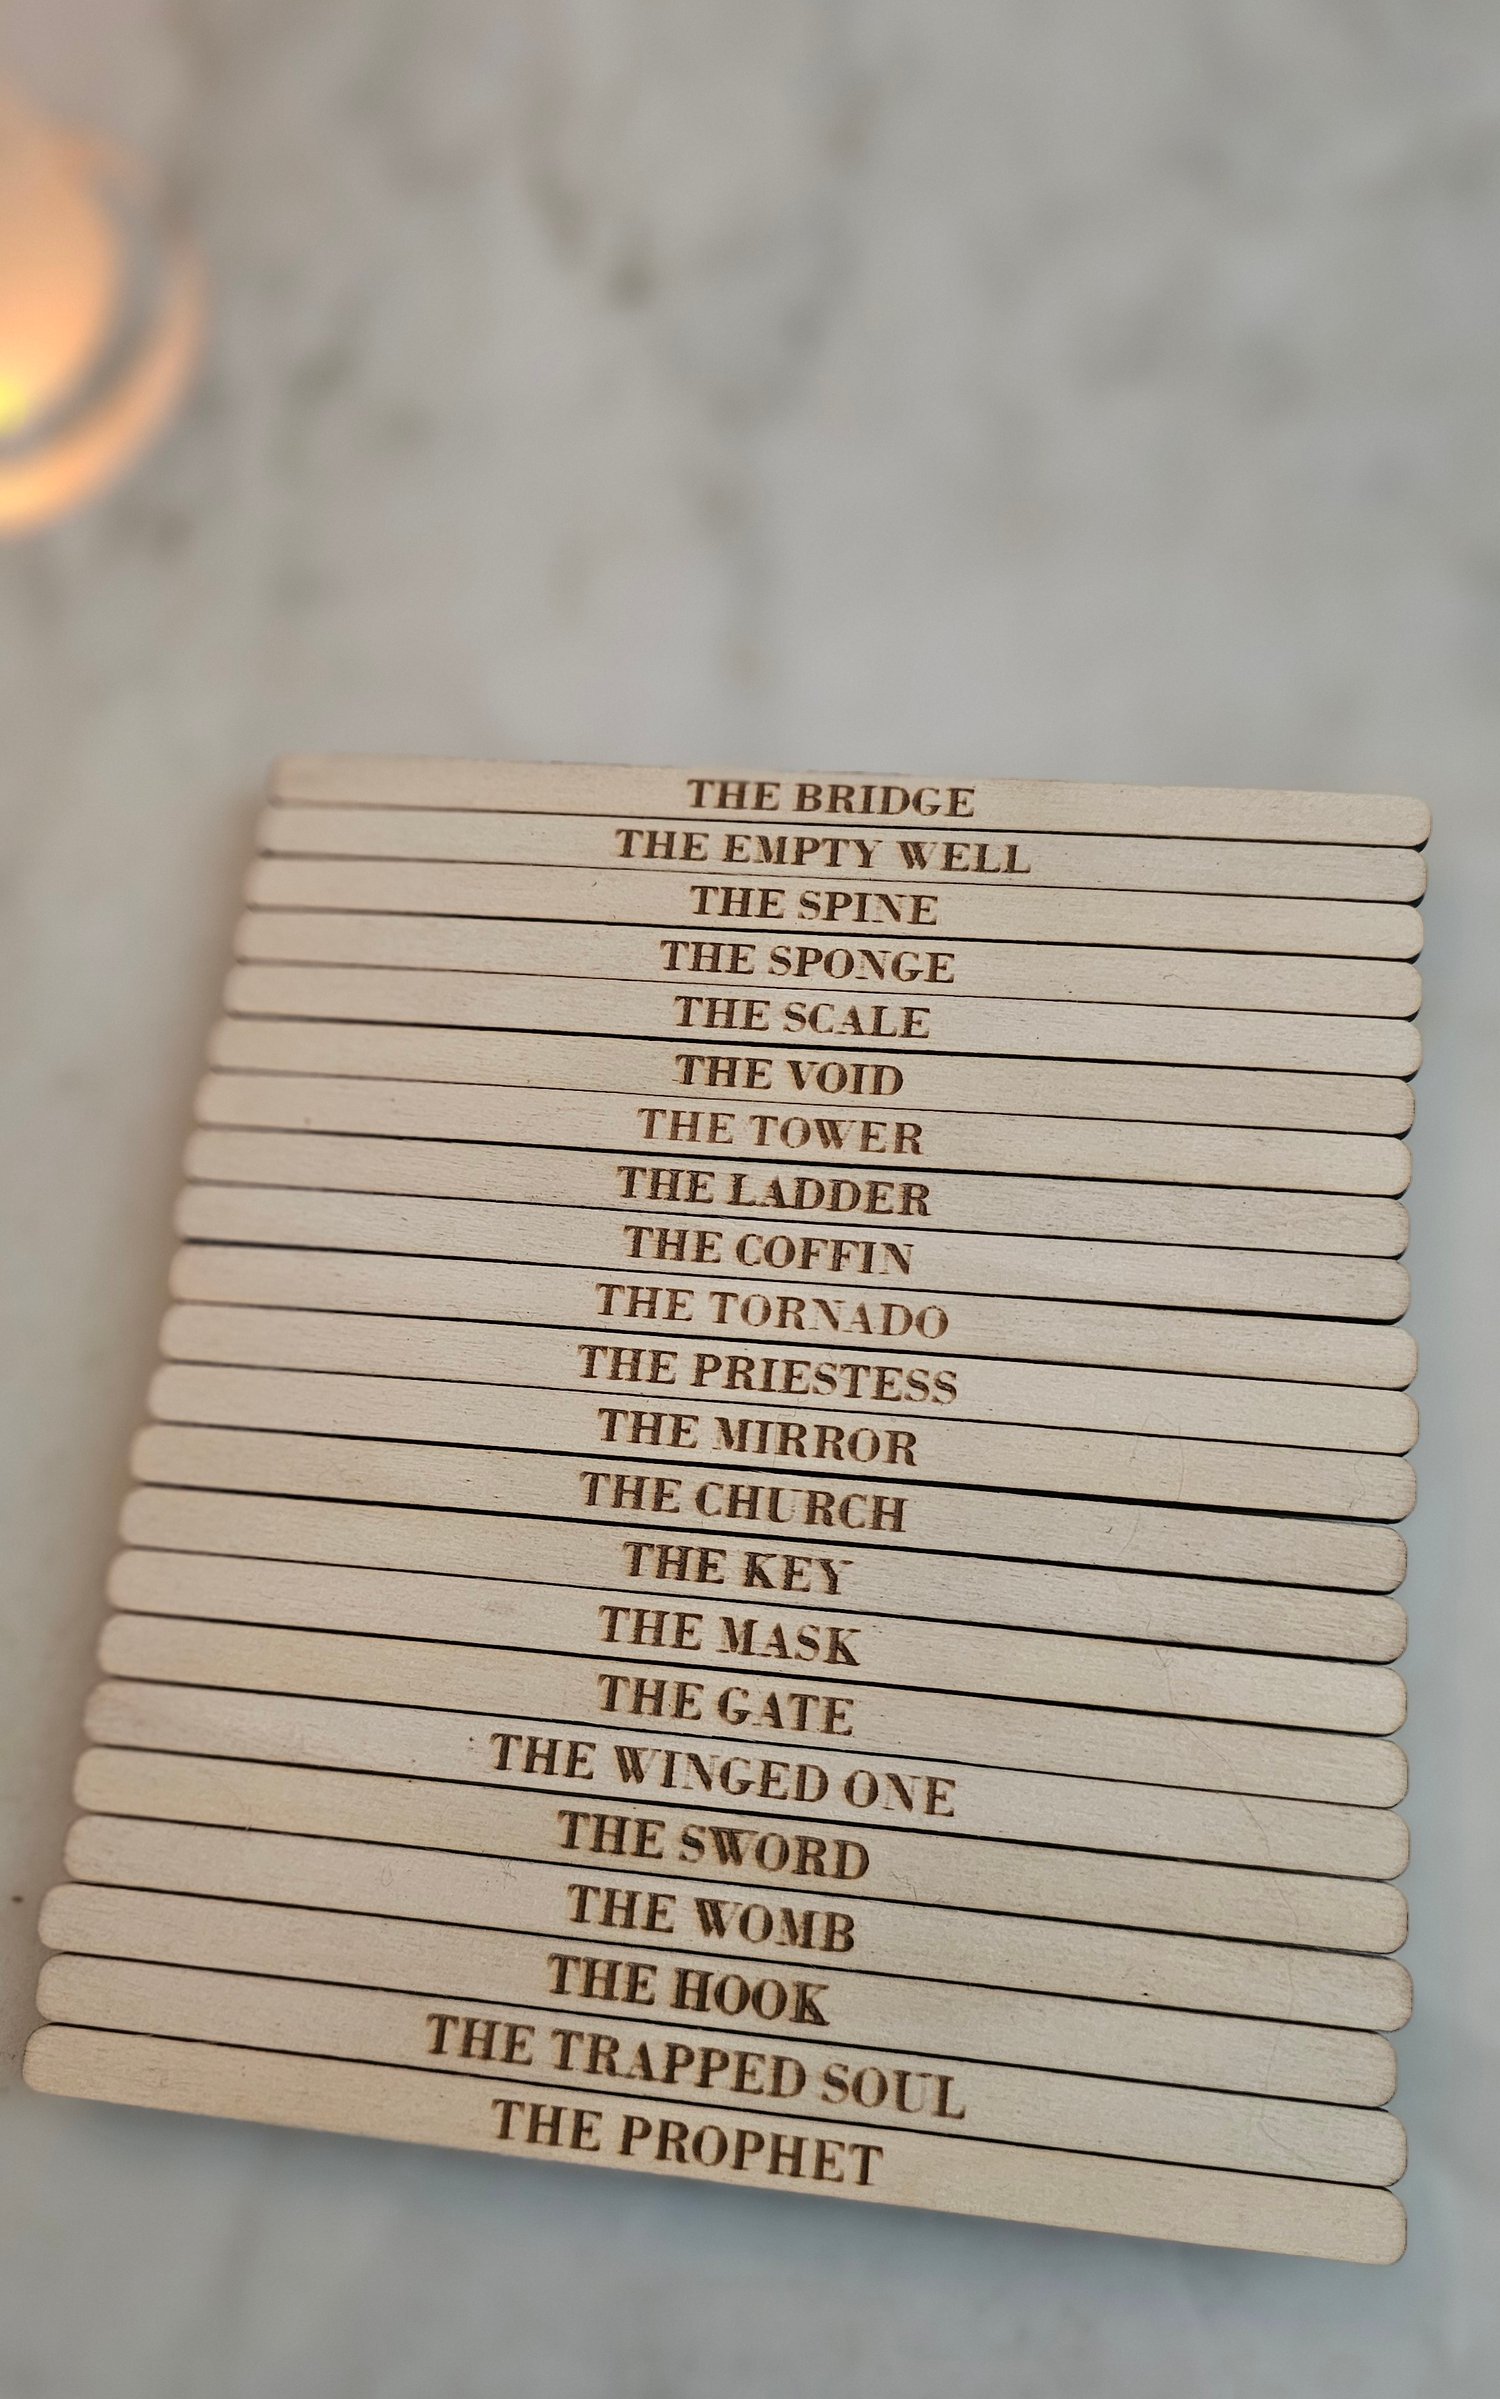 THE BRIDGE
THE EMPTY WELL
THE SPINE
THE SPONGE
THE SCALE
THE VOID
THE TOWER
THE LADDER
THE COFFIN
THE TORNADO
THE PRIESTESS
THE MIRROR
THE CHURCH
THE KEY
THE MASK
THE GATE
THE WINGED ONE
THE SWORD
THE WOMB
THE HOOK
THE TRAPPED SOUL
THE PROPHET